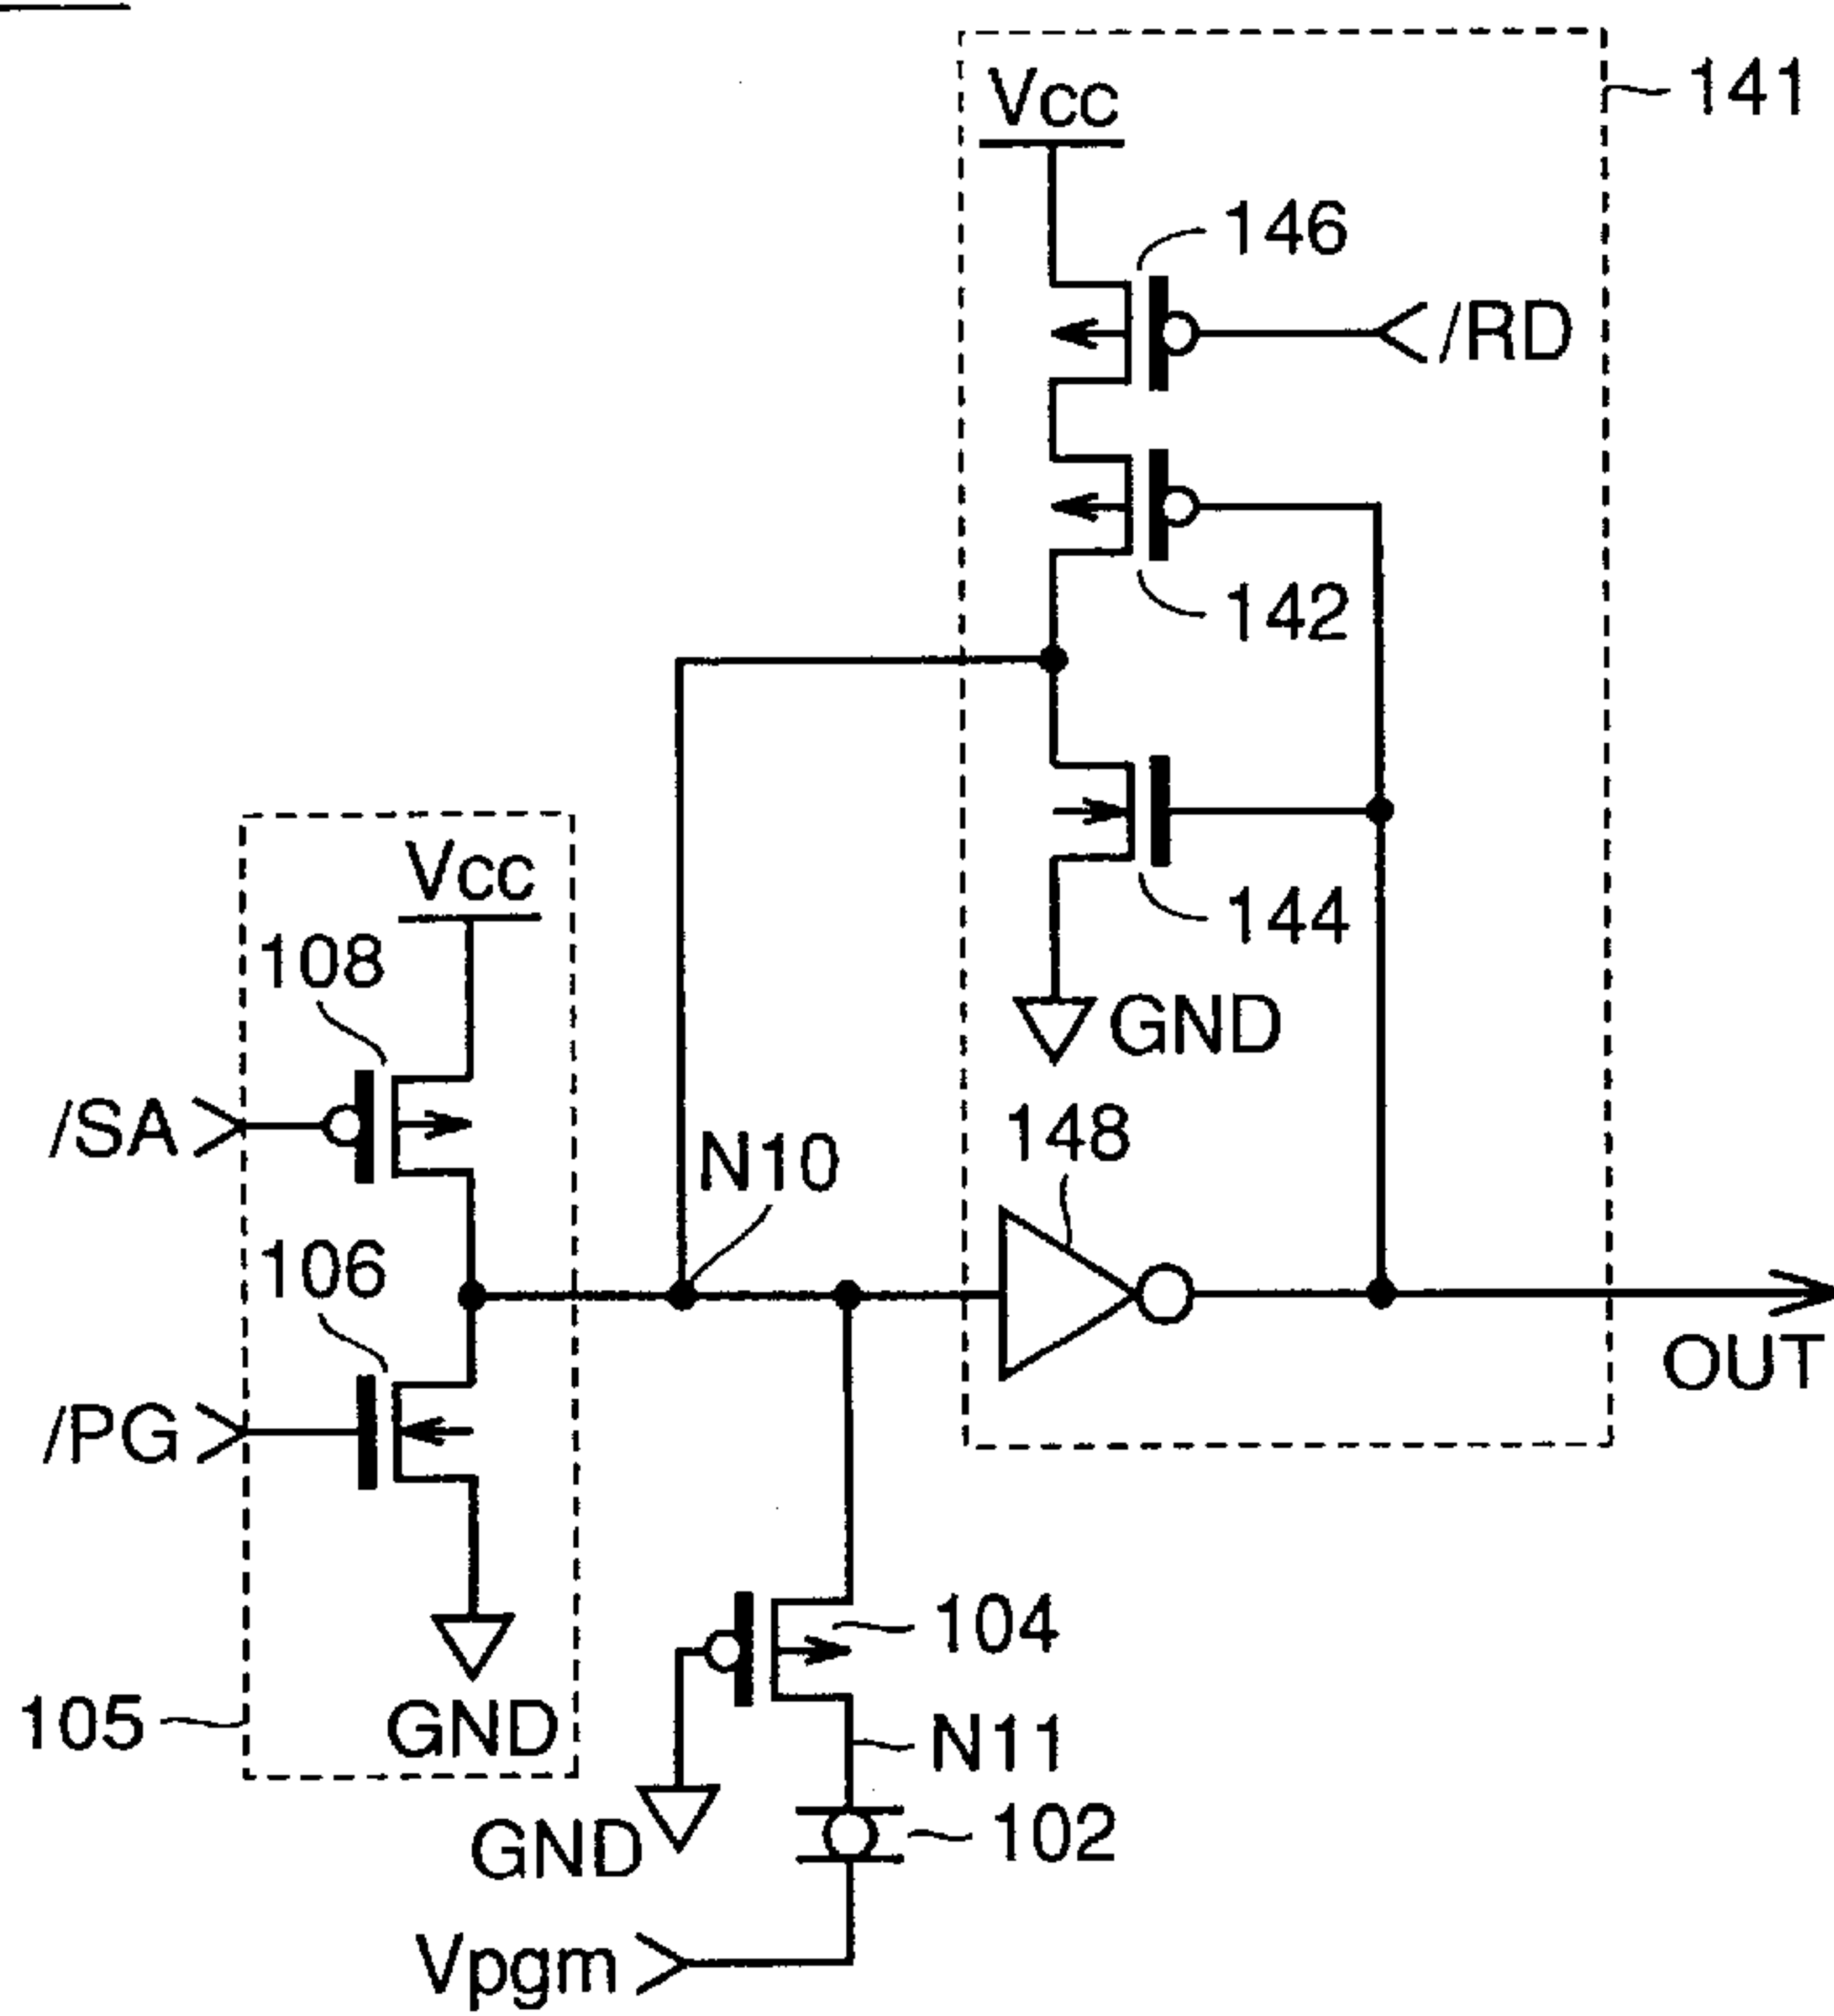 Vcc
141
146
/RD
142
Vcc
144
108
GND
/SA
N10
148
106
OUT
/PG
104
105
GND
N11
GND
102
Vpgm